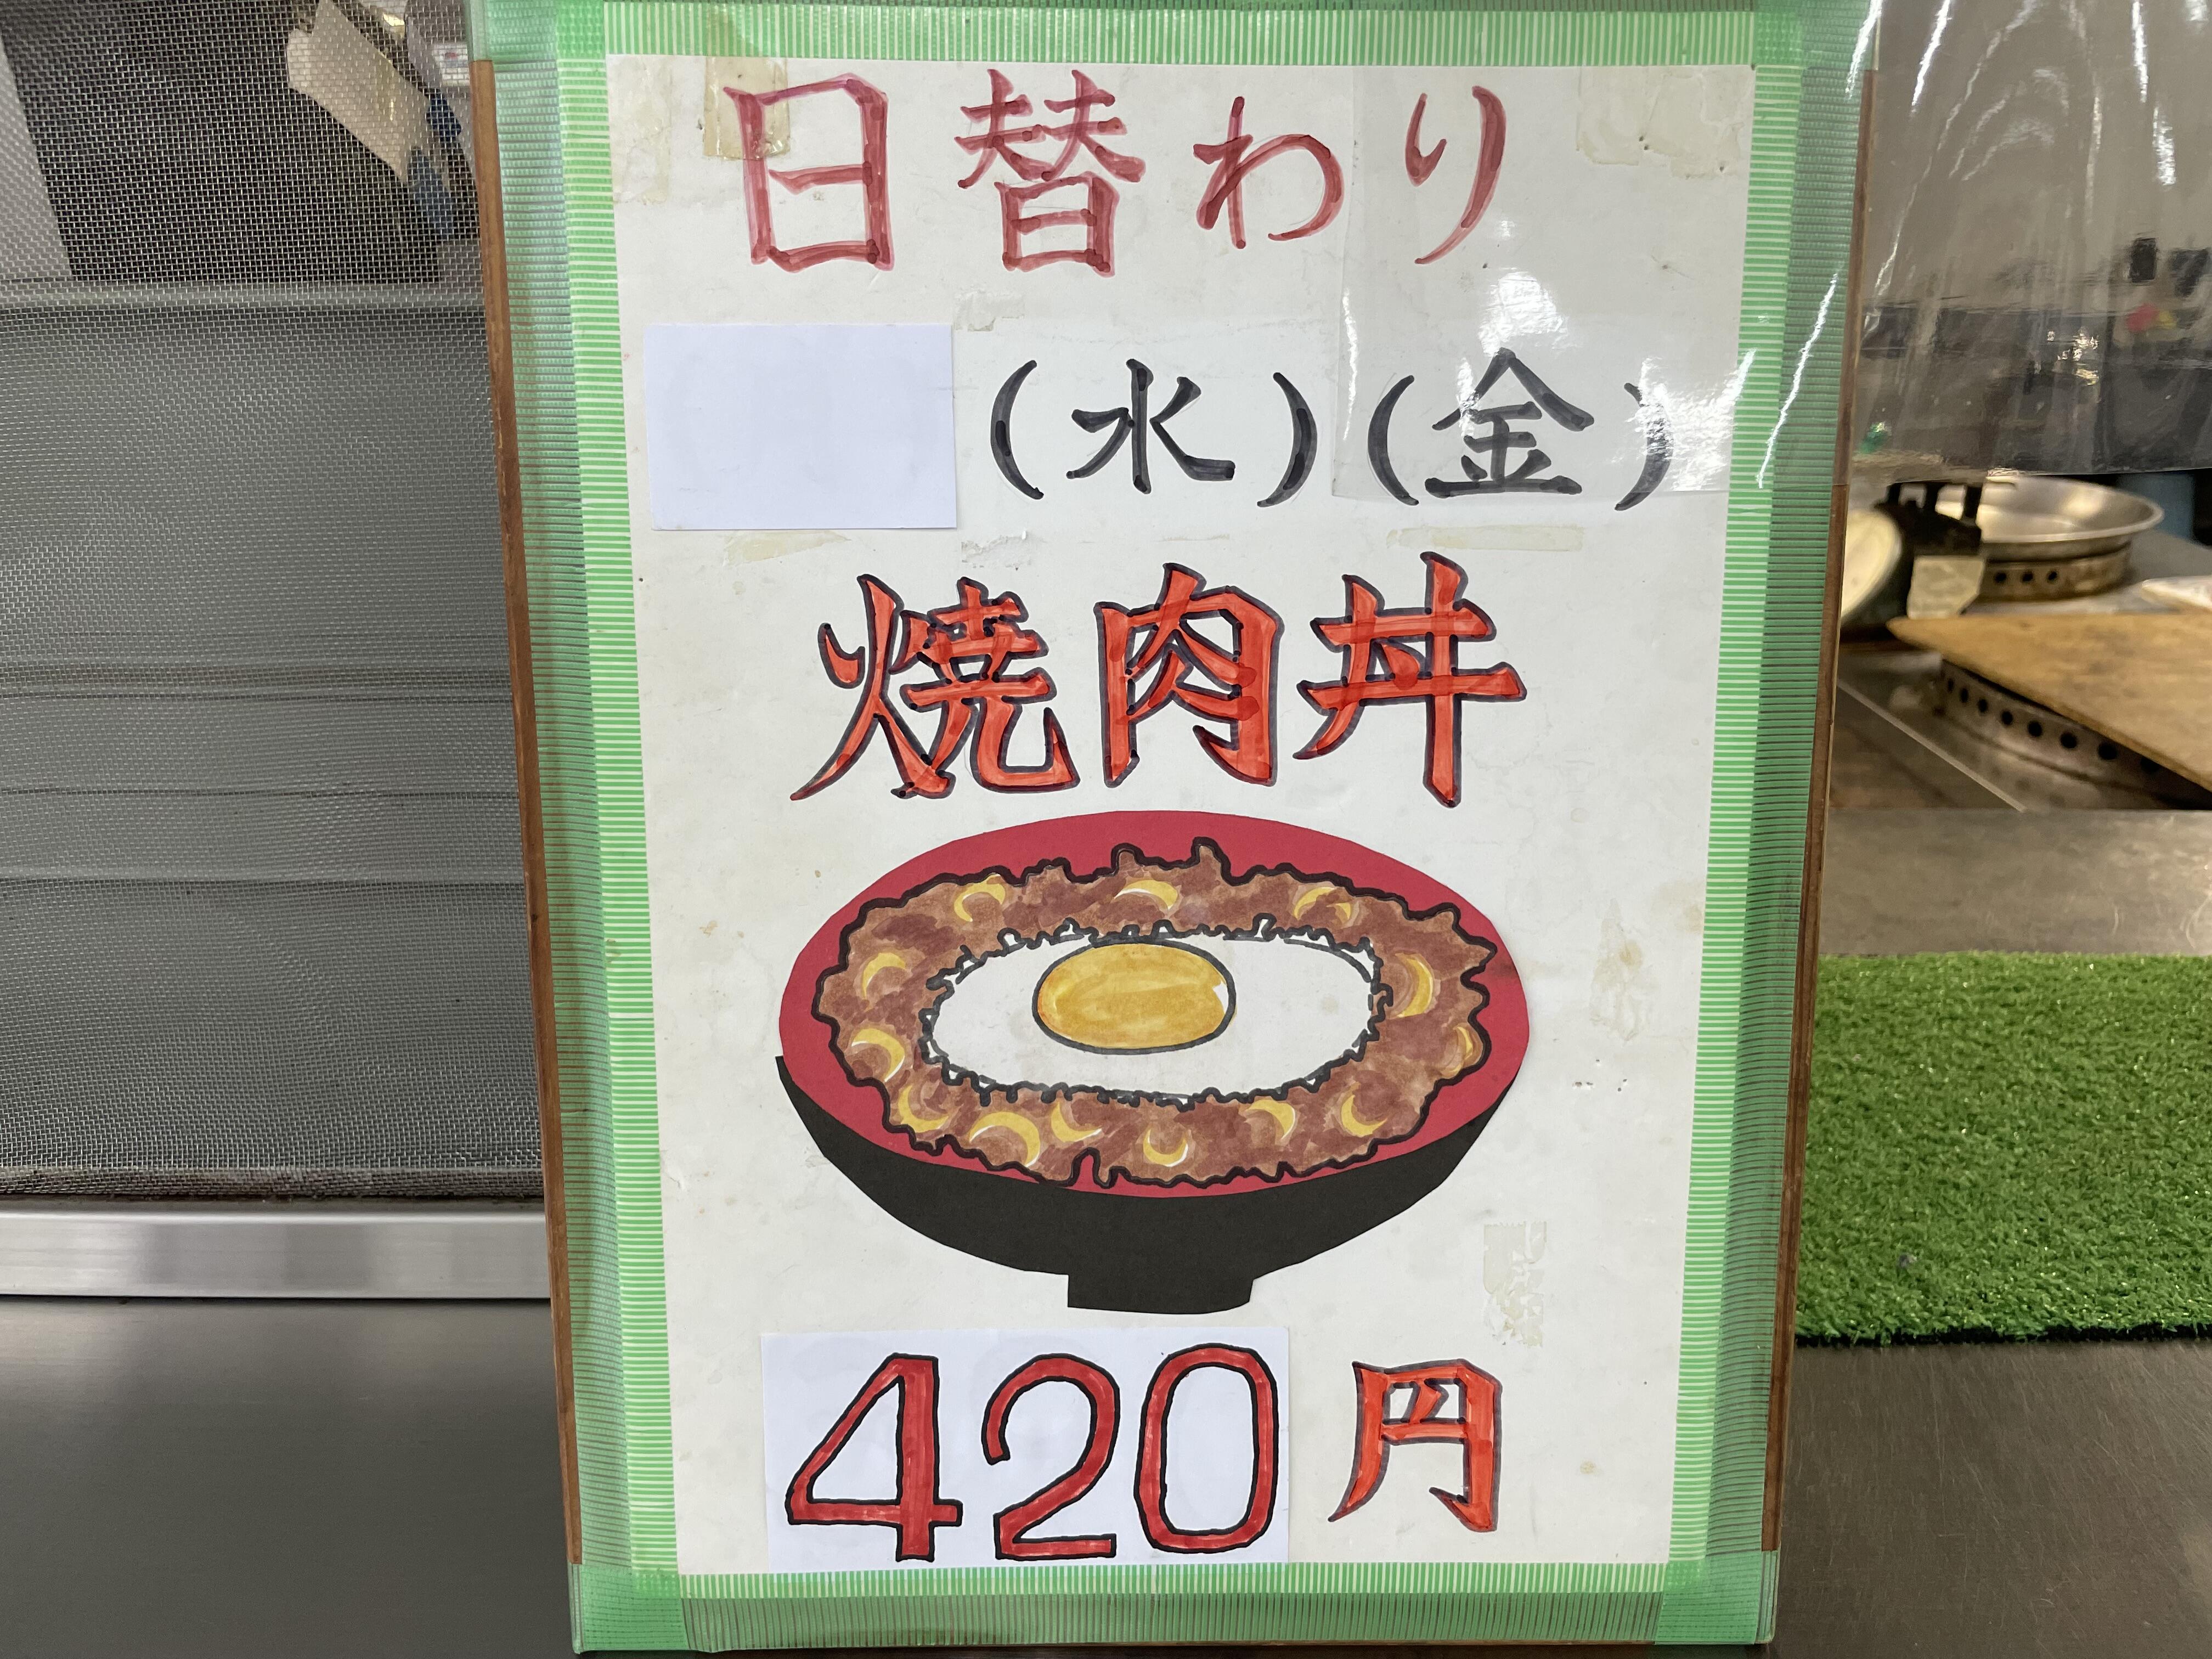 日替わり
(水)(金)
焼肉丼
420円